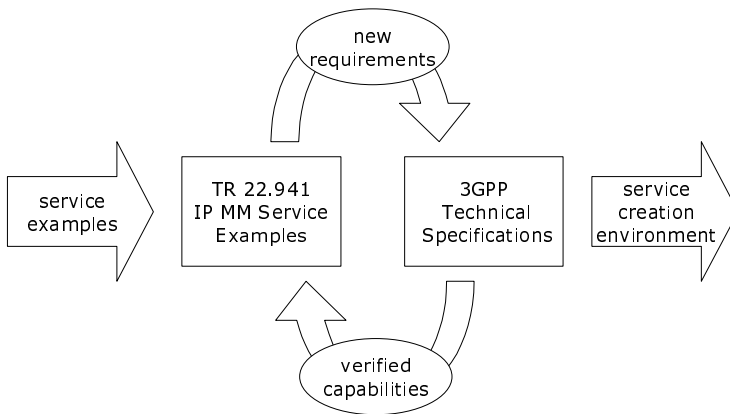 new
requirements
service
examples
TR 22.941
IP MM Service
Examples
3GPP
Technical
Specifications
service
creation
environment
verified
capabilities